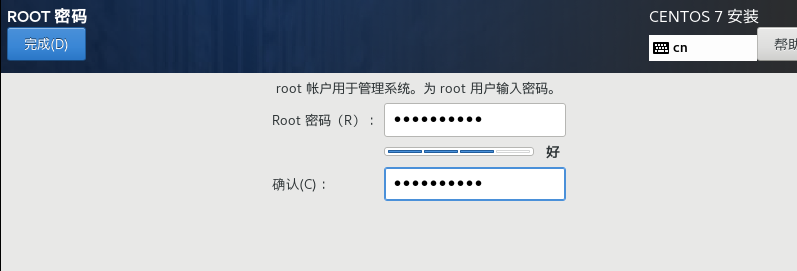 ROOT 密码
CENTOS 7 安装
完成(D)
cn
帮助
root 帐户用于管理系统。为 root 用户输入密码。
Root 密码（R）：
●●●●●●●●●●
好
确认(C)：
●●●●●●●●●●